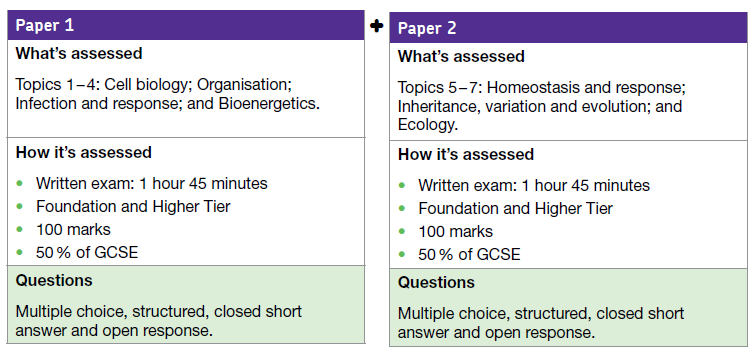 Paper 1
What's assessed
Topics 1–4: Cell biology; Organisation;
Infection and response; and Bioenergetics.
How it's assessed
• Written exam: 1 hour 45 minutes
• Foundation and Higher Tier
• 100 marks
• 50 % of GCSE
Questions
Multiple choice, structured, closed short
answer and open response.
+
Paper 2
What's assessed
Topics 5–7: Homeostasis and response;
Inheritance, variation and evolution; and
Ecology.
How it's assessed
• Written exam: 1 hour 45 minutes
• Foundation and Higher Tier
• 100 marks
• 50 % of GCSE
Questions
Multiple choice, structured, closed short
answer and open response.